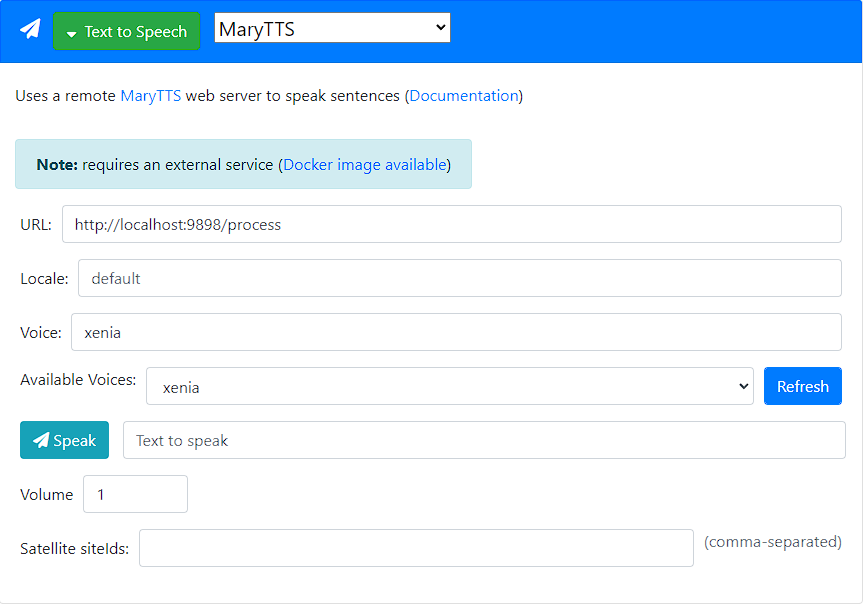 Text to Speech MaryTTS
Uses a remote MaryTTS web server to speak sentences (Documentation)
Note: requires an external service (Docker image available)
URL: http://localhost:9898/process
Locale: default
Voice: xenia
Available Voices: xenia Refresh
Speak Text to speak
Volume 1
Satellite siteIds: (comma-separated)